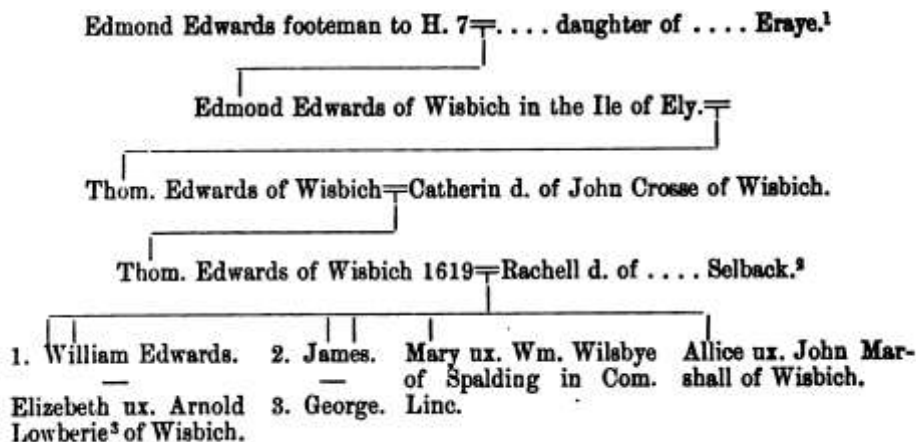 Edmond Edwards footeman to H. 7 . . . . daughter of . . . . Eraye.¹
Edmond Edwards of Wisbich in the Ile of Ely.
Thom. Edwards of Wisbich Catherin d. of John Crosse of Wisbich.
Thom. Edwards of Wisbich 1619 Rachell d. of . . . . Selback.²
1. William Edwards. 2. James. Mary ux. Wm. Wilsbye Allice ux. John Mar-
— — of Spalding in Com. shall of Wisbich.
Elizebeth ux. Arnold 3. George. Linc.
Lowberie³ of Wisbich.